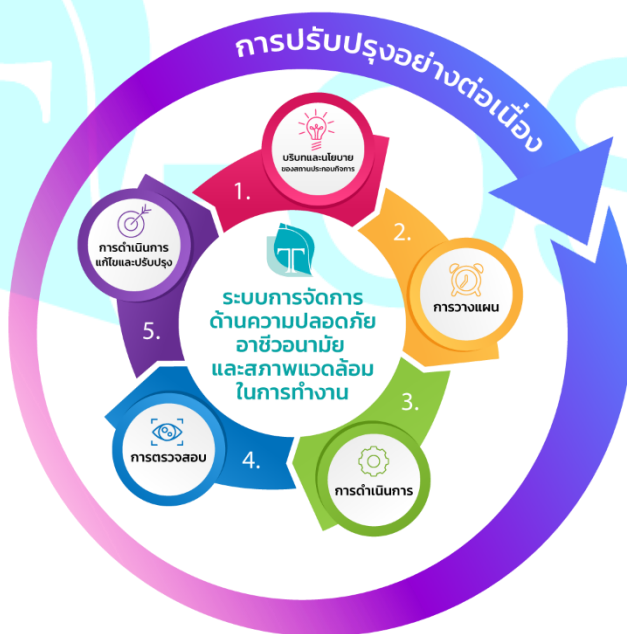 การปรับปรุงอย่างต่อเนื่อง
1.
บริบทและนโยบาย
ของสถานประกอบกิจการ
2.
การวางแผน
3.
การดำเนินการ
4.
การตรวจสอบ
5.
การดำเนินการ
แก้ไขและปรับปรุง
T
ระบบการจัดการ
ด้านความปลอดภัย
อาชีวอนามัย
และสภาพแวดล้อม
ในการทำงาน